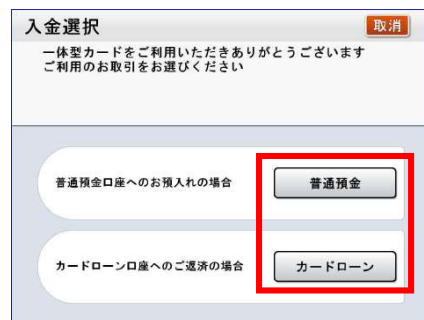 入金選択
取消
一体型カードをご利用いただきありがとうございます
ご利用のお取引をお選びください
普通預金口座へのお預入れの場合
普通預金
カードローン口座へのご返済の場合
カードローン